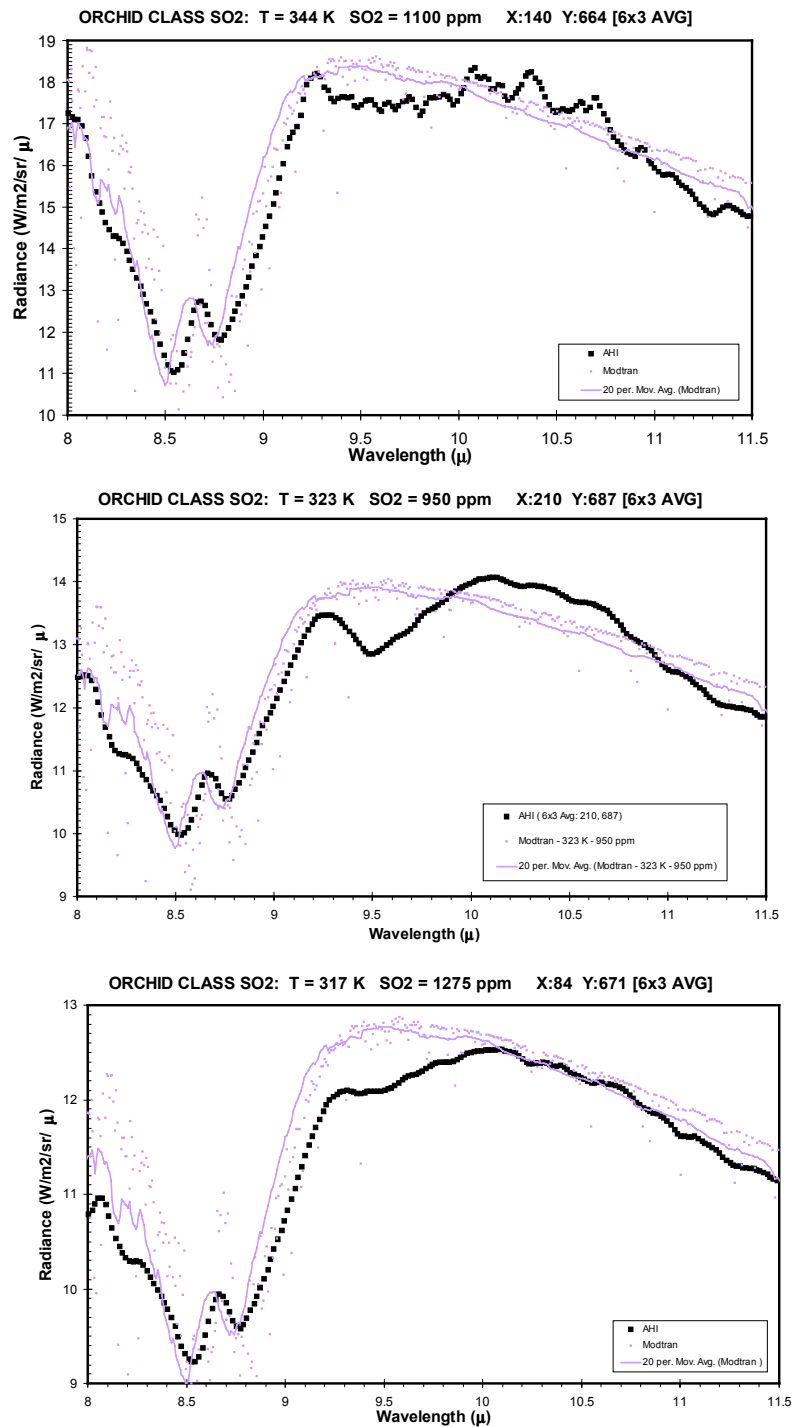 ORCHID CLASS SO2: T = 344 K SO2 = 1100 ppm X:140 Y:664 [6x3 AVG]
19
18
17
16
15
14
13
12
11
10
Radiance (W/m2/sr/ μ)
AHI
Modtran
20 per. Mov. Avg. (Modtran)
8 8.5 9 9.5 10 10.5 11 11.5
Wavelength (μ)
ORCHID CLASS SO2: T = 323 K SO2 = 950 ppm X:210 Y:687 [6x3 AVG]
15
14
13
12
11
10
9
Radiance (W/m2/sr/ μ)
AHI ( 6x3 Avg: 210, 687)
Modtran - 323 K - 950 ppm
20 per. Mov. Avg. (Modtran - 323 K - 950 ppm)
8 8.5 9 9.5 10 10.5 11 11.5
Wavelength (μ)
ORCHID CLASS SO2: T = 317 K SO2 = 1275 ppm X:84 Y:671 [6x3 AVG]
13
12
11
10
9
Radiance (W/m2/sr/ μ)
AHI
Modtran
20 per. Mov. Avg. (Modtran )
8 8.5 9 9.5 10 10.5 11 11.5
Wavelength (μ)